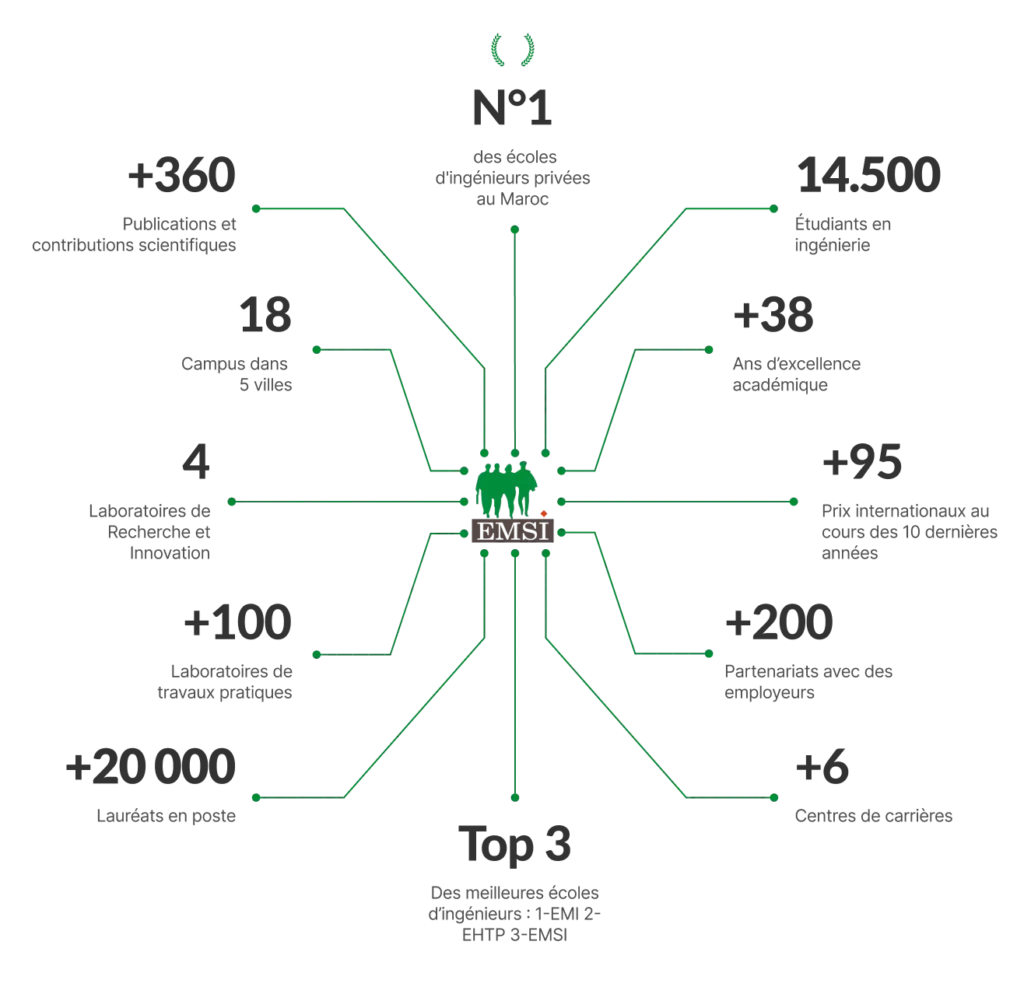 N°1
des écoles
d'ingénieurs privées
au Maroc
+360
Publications et
contributions scientifiques
14.500
Étudiants en
ingénierie
18
Campus dans
5 villes
+38
Ans d'excellence
académique
4
Laboratoires de
Recherche et
Innovation
EMSI
+95
Prix internationaux au
cours des 10 dernières
années
+100
Laboratoires de
travaux pratiques
+200
Partenariats avec des
employeurs
+20 000
Lauréats en poste
+6
Centres de carrières
Top 3
Des meilleures écoles
d'ingénieurs : 1-EMI 2-
EHTP 3-EMSI